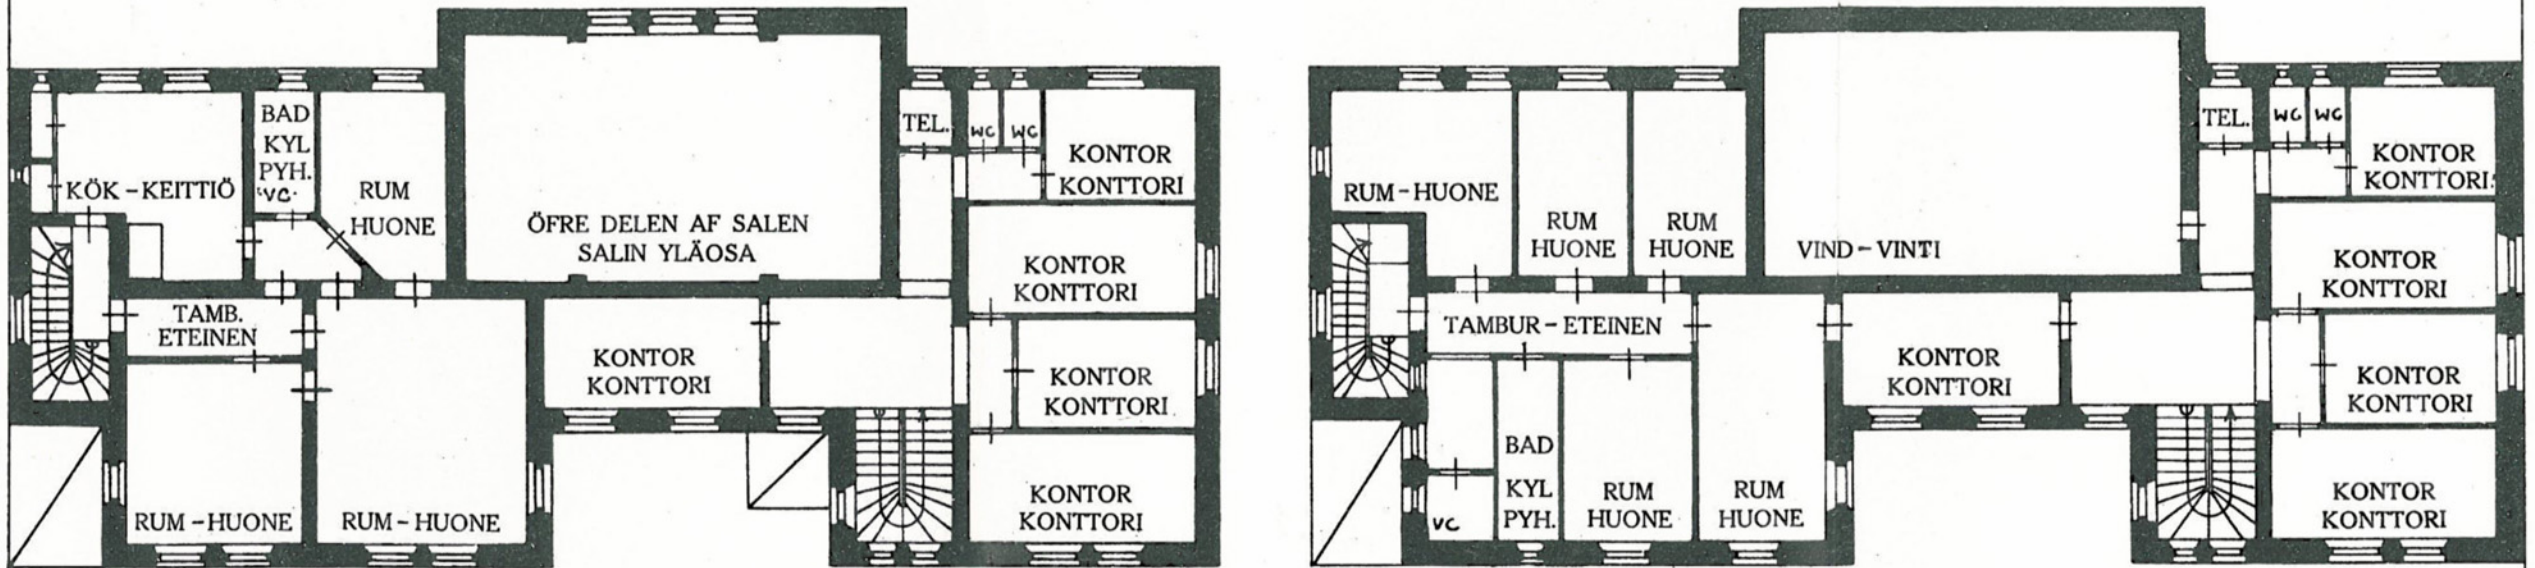 BAD
KYL
PYH.
VC
KÖK-KEITTIÖ
RUM
HUONE
ÖFRE DELEN AF SALEN
SALIN YLÄOSA
TEL.
WC
WC
KONTOR
KONTTORI
KONTOR
KONTTORI
TAMB.
ETEINEN
KONTOR
KONTTORI
KONTOR
KONTTORI
RUM-HUONE
RUM-HUONE
KONTOR
KONTTORI
RUM-HUONE
RUM
HUONE
RUM
HUONE
VIND-VINTI
TEL.
WC
WC
KONTOR
KONTTORI
KONTOR
KONTTORI
TAMBUR-ETEINEN
KONTOR
KONTTORI
KONTOR
KONTTORI
VC
BAD
KYL
PYH.
RUM
HUONE
RUM
HUONE
KONTOR
KONTTORI